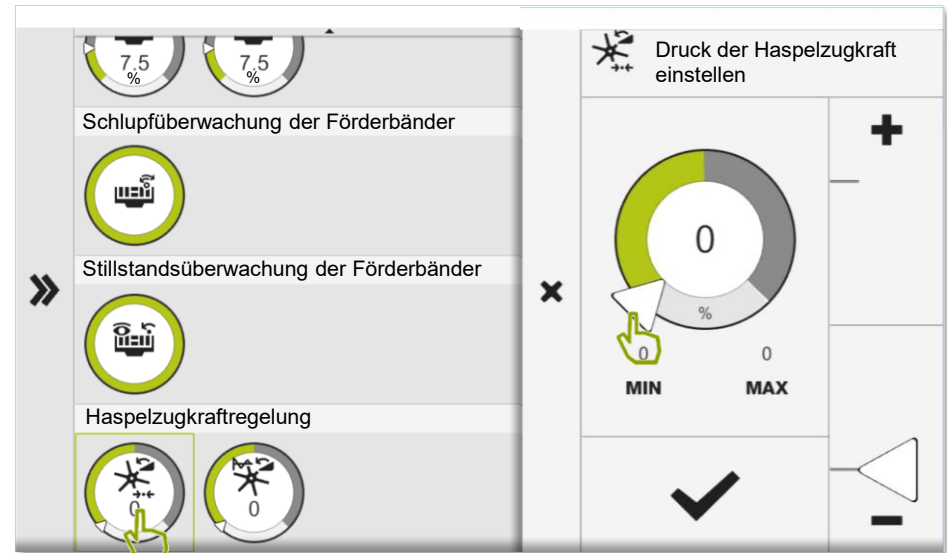 7.5
%
7.5
%
Schlupfüberwachung der Förderbänder
Stillstandsüberwachung der Förderbänder
Haspelzugkraftregelung
0
0
Druck der Haspelzugkraft
einstellen
0
%
0
0
MIN
MAX